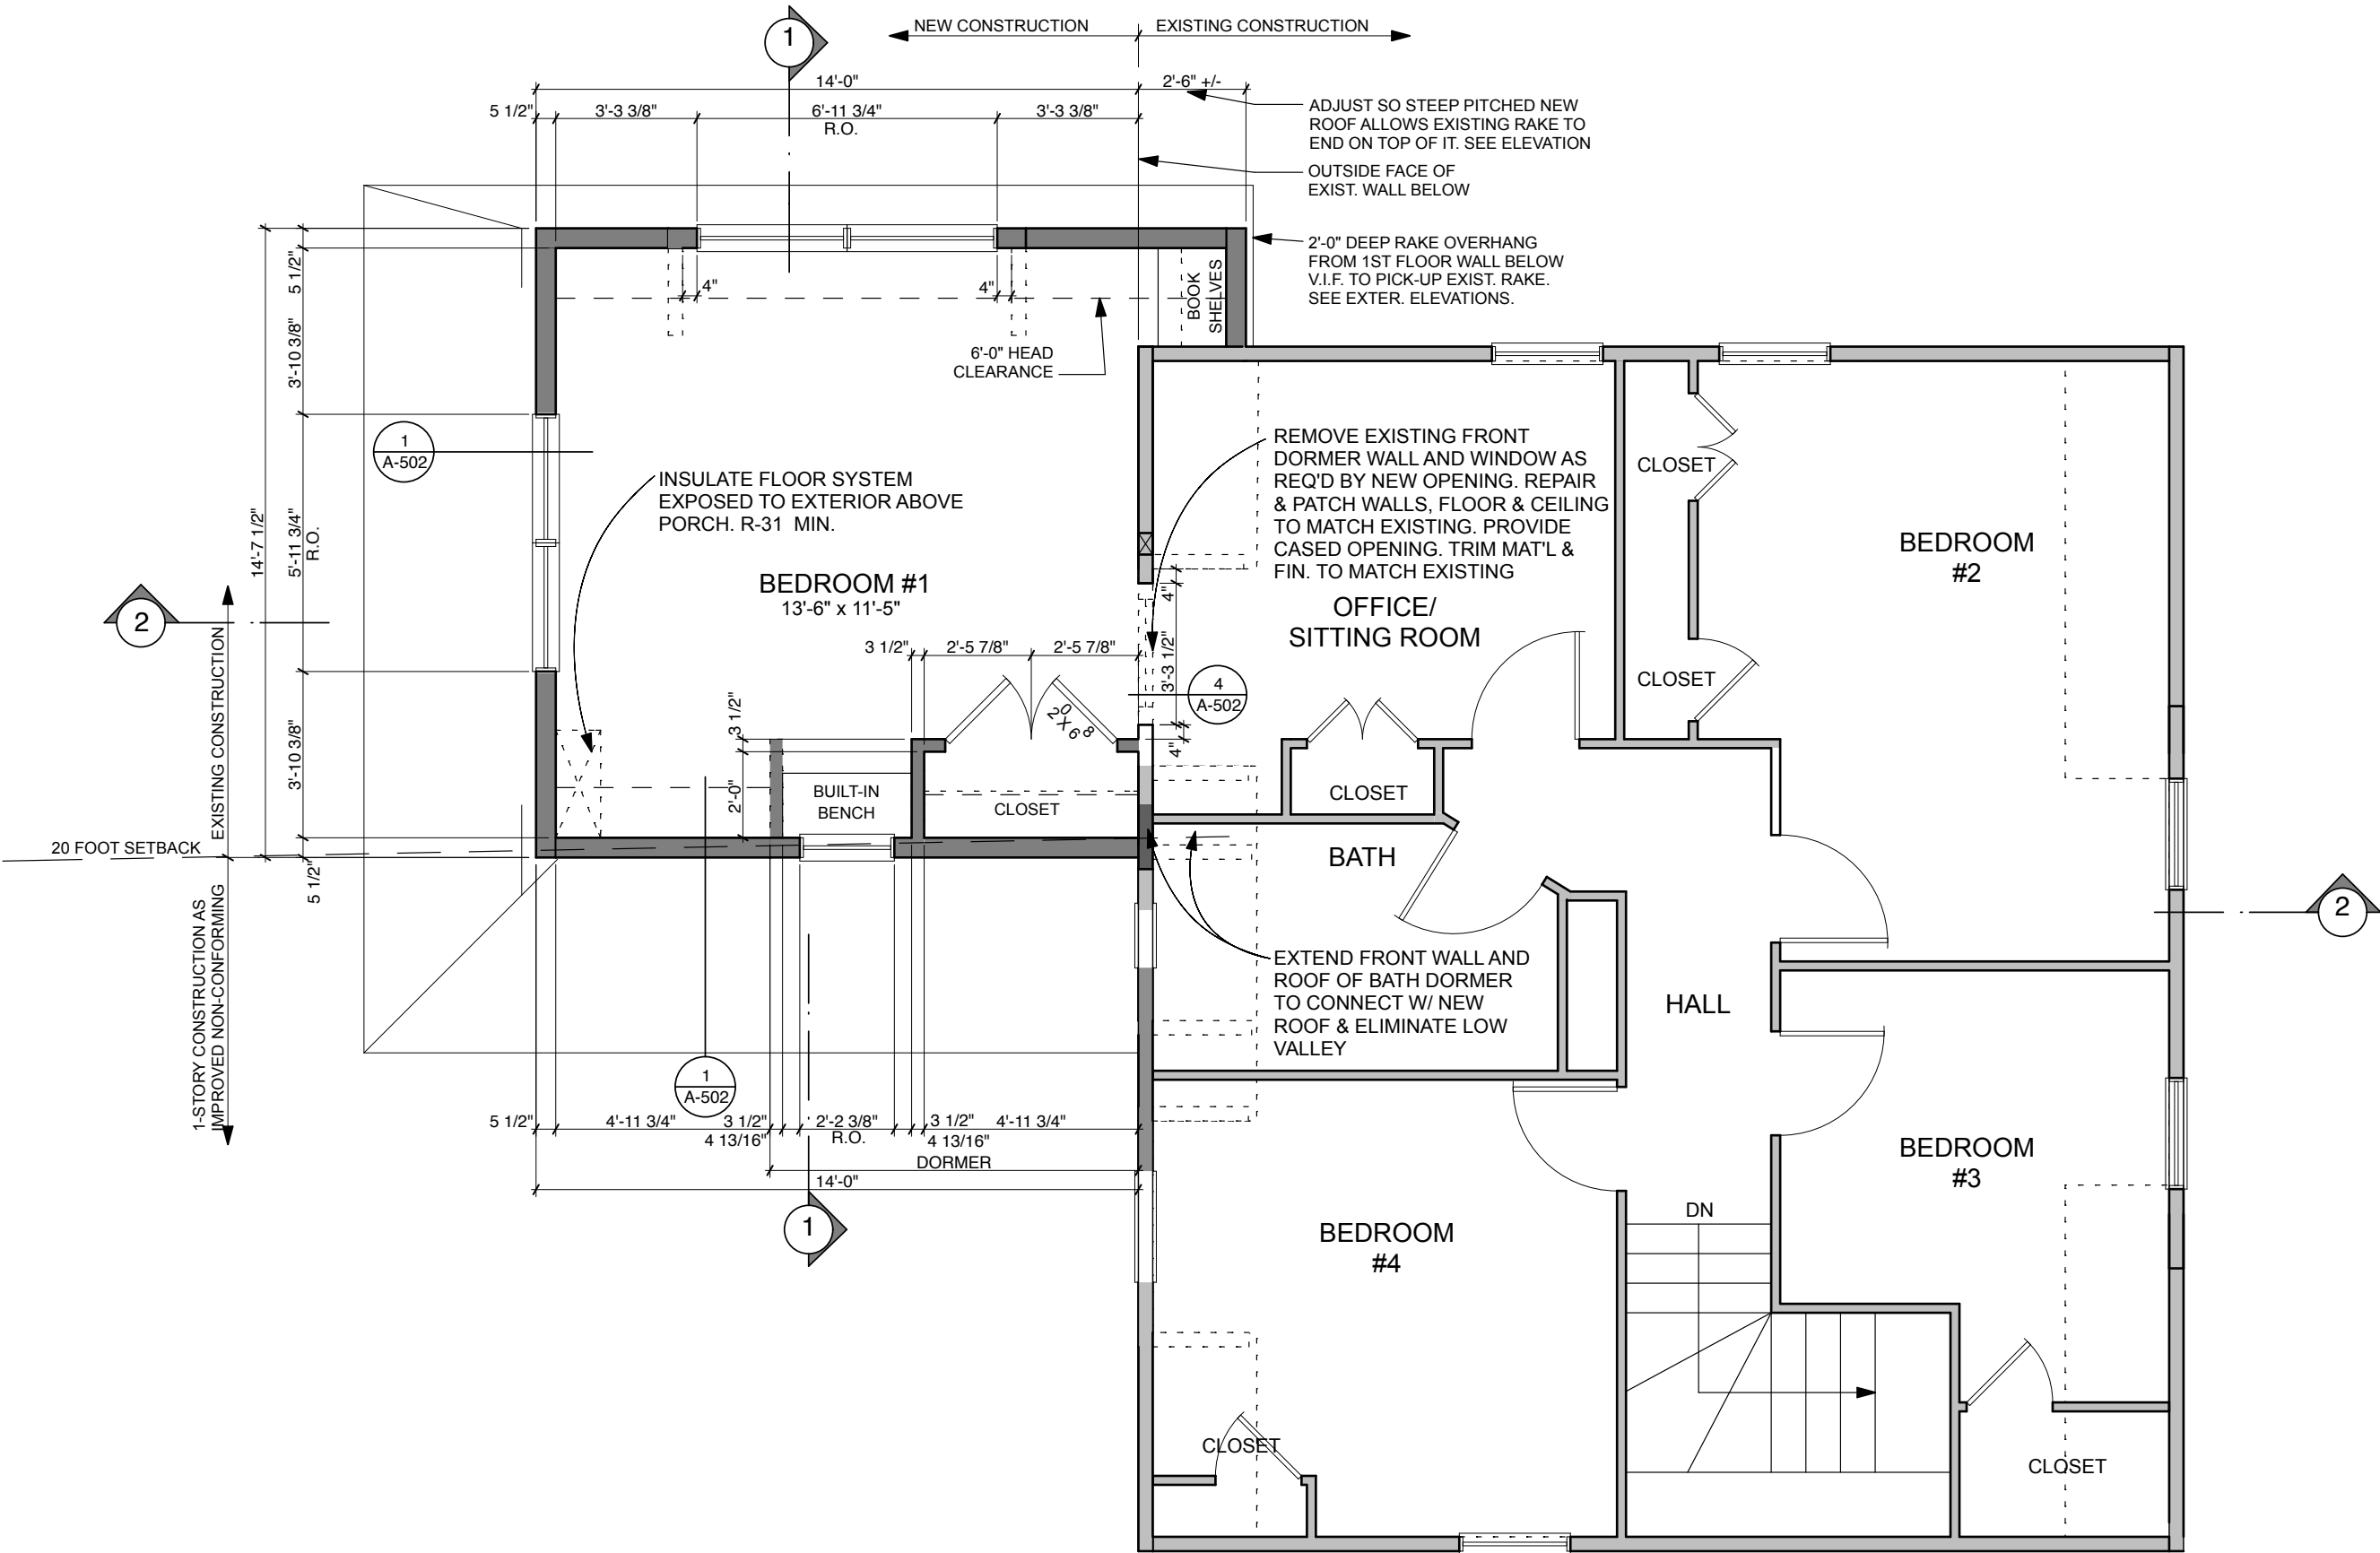 1
NEW CONSTRUCTION
EXISTING CONSTRUCTION
14'-0"
2'-6" +/-
5 1/2"
3'-3 3/8"
6'-11 3/4"
R.O.
3'-3 3/8"
ADJUST SO STEEP PITCHED NEW
ROOF ALLOWS EXISTING RAKE TO
END ON TOP OF IT. SEE ELEVATION
OUTSIDE FACE OF
EXIST. WALL BELOW
2'-0" DEEP RAKE OVERHANG
FROM 1ST FLOOR WALL BELOW
V.I.F. TO PICK-UP EXIST. RAKE.
SEE EXTER. ELEVATIONS.
5 1/2"
4"
4"
BOOK
SHELVES
3'-10 3/8"
6'-0" HEAD
CLEARANCE
1
A-502
REMOVE EXISTING FRONT
DORMER WALL AND WINDOW AS
REQ'D BY NEW OPENING. REPAIR
& PATCH WALLS, FLOOR & CEILING
TO MATCH EXISTING. PROVIDE
CASED OPENING. TRIM MAT'L &
FIN. TO MATCH EXISTING
CLOSET
INSULATE FLOOR SYSTEM
EXPOSED TO EXTERIOR ABOVE
PORCH. R-31 MIN.
14'-7 1/2"
5'-11 3/4"
R.O.
BEDROOM
#2
BEDROOM #1
13'-6" x 11'-5"
4"
OFFICE/
SITTING ROOM
2
EXISTING CONSTRUCTION
3 1/2"
2'-5 7/8"
2'-5 7/8"
3'-3 1/2"
4
A-502
CLOSET
3 1/2"
2 0 X 6 8
4"
3'-10 3/8"
2'-0"
BUILT-IN
BENCH
CLOSET
CLOSET
20 FOOT SETBACK
5 1/2"
BATH
1-STORY CONSTRUCTION AS
IMPROVED NON-CONFORMING
2
EXTEND FRONT WALL AND
ROOF OF BATH DORMER
TO CONNECT W/ NEW
ROOF & ELIMINATE LOW
VALLEY
HALL
1
A-502
5 1/2"
4'-11 3/4"
3 1/2"
4 13/16"
2'-2 3/8"
R.O.
3 1/2"
4 13/16"
4'-11 3/4"
DORMER
14'-0"
1
BEDROOM
#3
DN
BEDROOM
#4
CLOSET
CLOSET